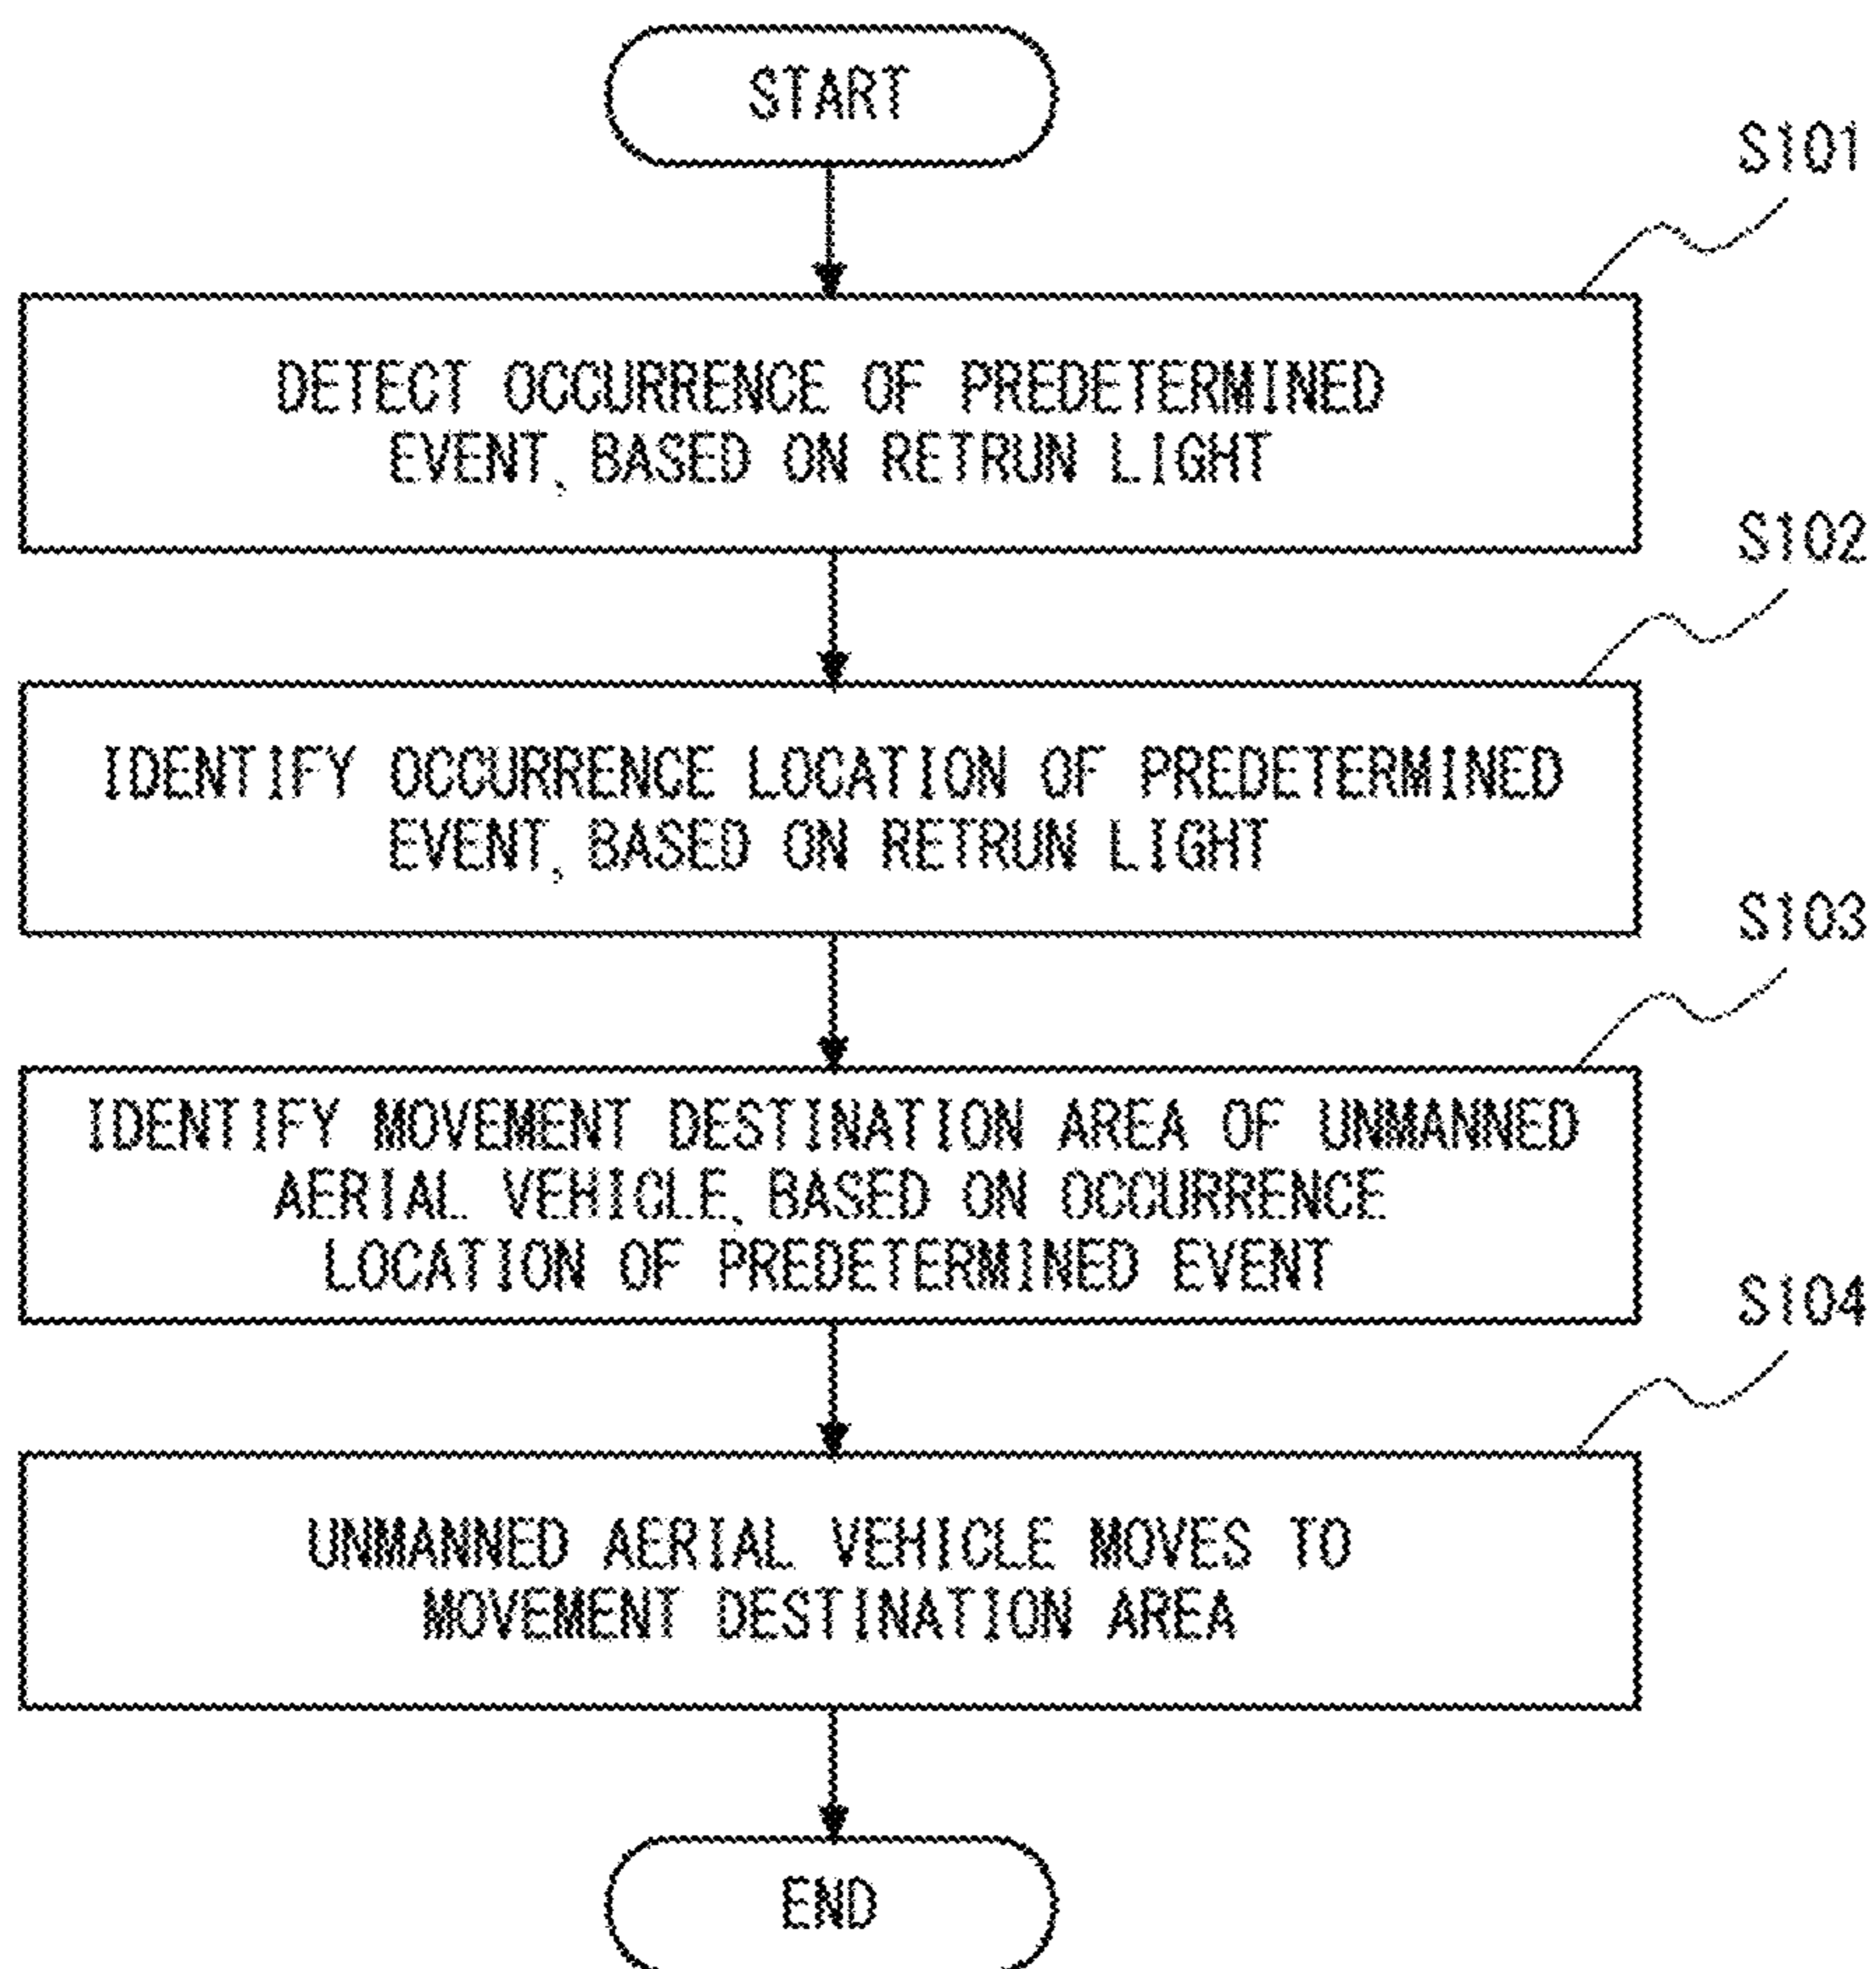 START
S101
DETECT OCCURRENCE OF PREDETERMINED
EVENT, BASED ON RETRUN LIGHT
S102
IDENTIFY OCCURRENCE LOCATION OF PREDETERMINED
EVENT, BASED ON RETRUN LIGHT
S103
IDENTIFY MOVEMENT DESTINATION AREA OF UNMANNED
AERIAL VEHICLE, BASED ON OCCURRENCE
LOCATION OF PREDETERMINED EVENT
S104
UNMANNED AERIAL VEHICLE MOVES TO
MOVEMENT DESTINATION AREA
END